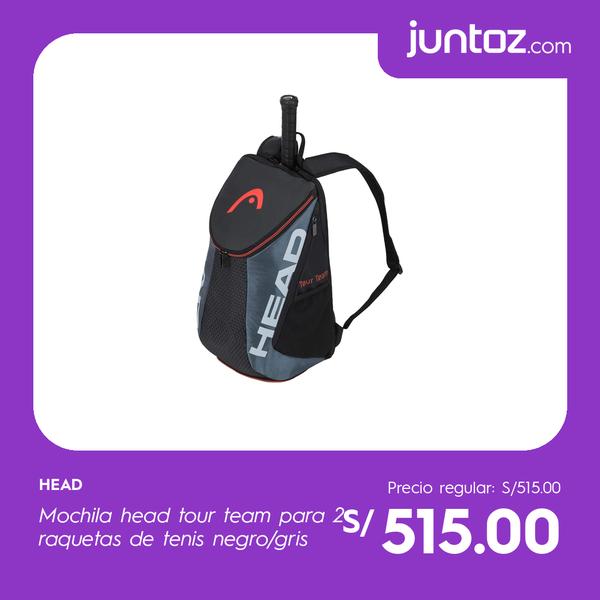 juntoz.com
HEAD
Tour Team
HEAD
Precio regular: S/515.00
Mochila head tour team para 2
raquetas de tenis negro/gris
S/ 515.00